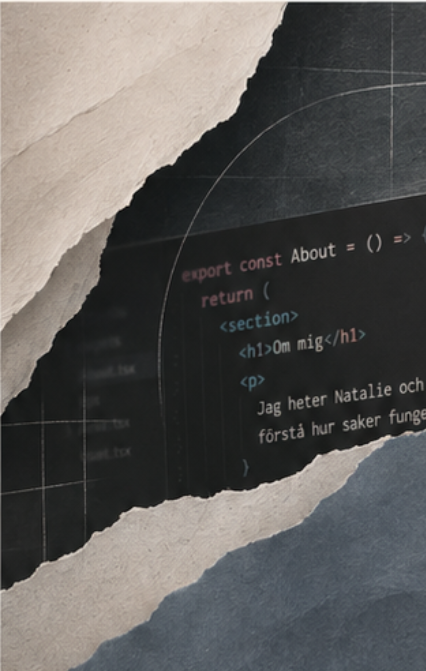 export const About = () => {
return (
<section>
<h1>Om mig</h1>
<p>
Jag heter Natalie och
förstå hur saker funge
}